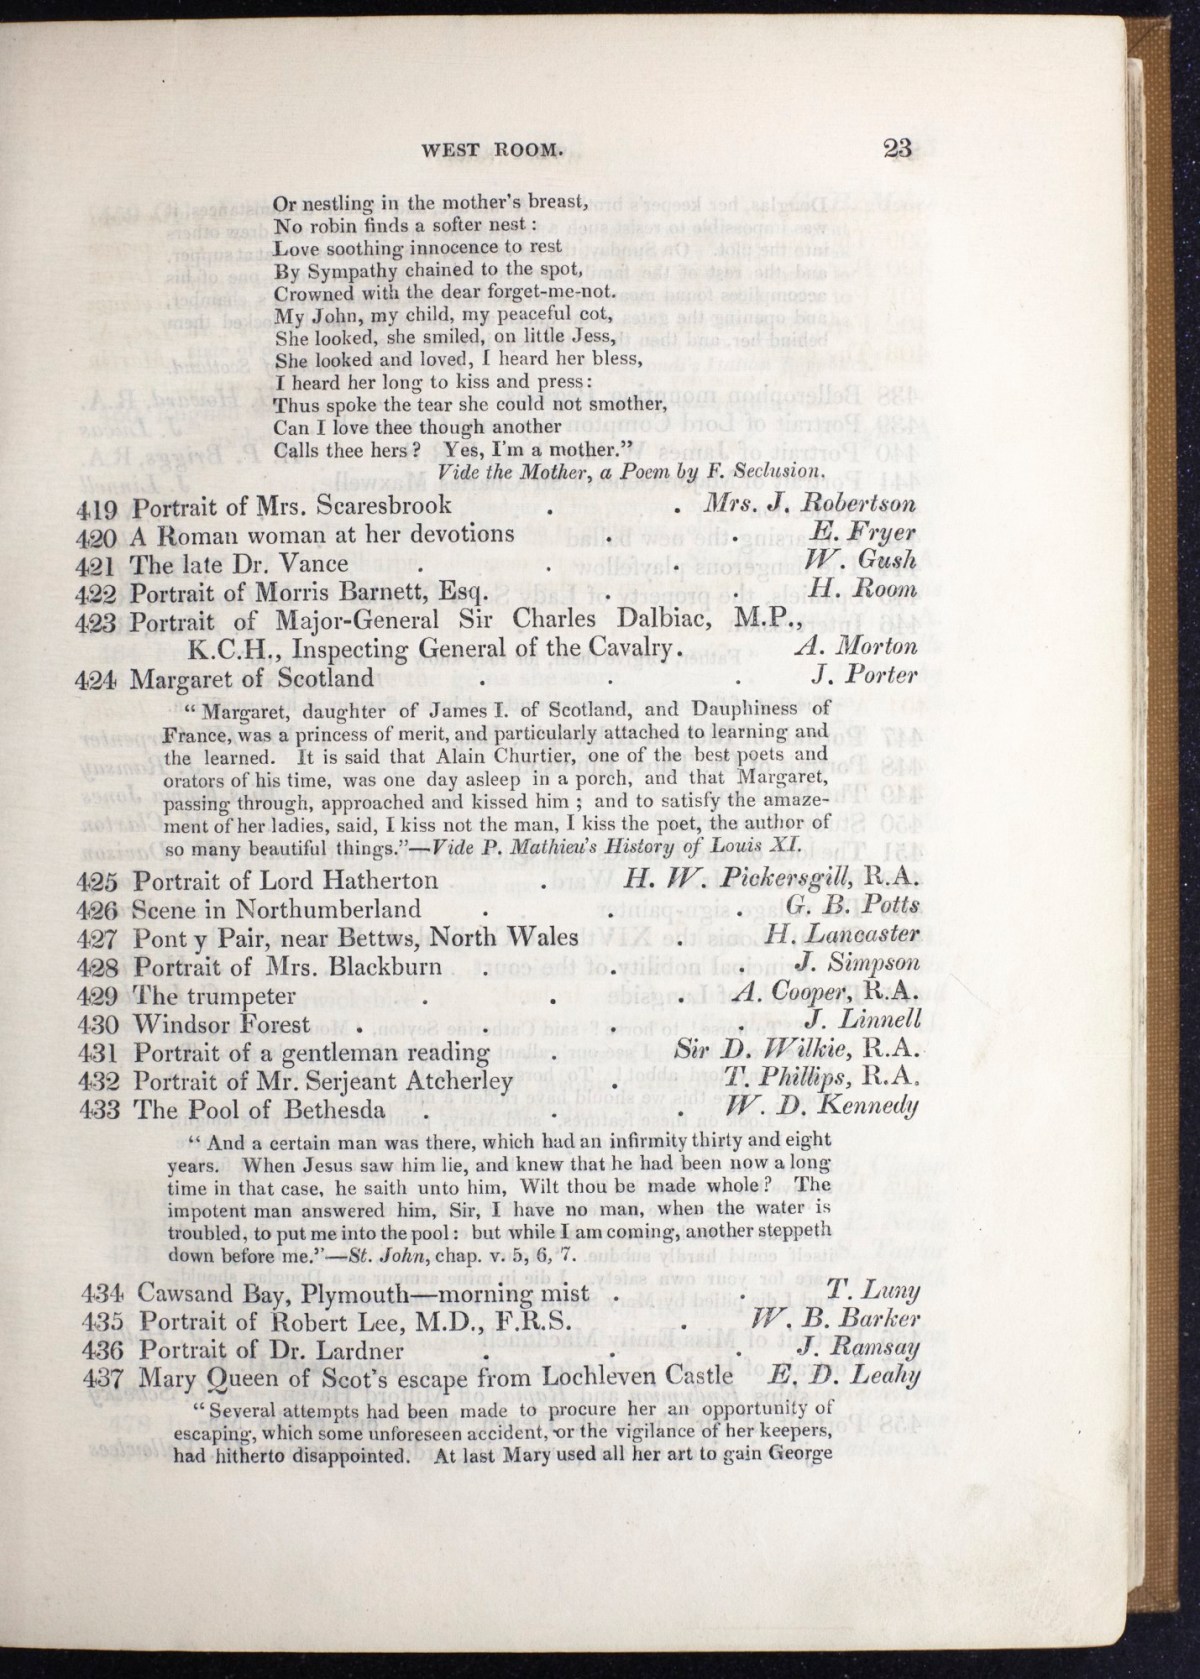 WEST ROOM. 23
Or nestling in the mother's breast,
No robin finds a softer nest:
Love soothing innocence to rest
By Sympathy chained to the spot,
Crowned with the dear forget-me-not.
My John, my child, my peaceful cot,
She looked, she smiled, on little Jess,
She looked and loved, I heard her bless,
I heard her long to kiss and press:
Thus spoke the tear she could not smother,
Can I love thee though another
Calls thee hers? Yes, I'm a mother."
Vide the Mother, a Poem by F. Seclusion.
419 Portrait of Mrs. Scaresbrook . . Mrs. J. Robertson
420 A Roman woman at her devotions . . E. Fryer
421 The late Dr. Vance . . . W. Gush
422 Portrait of Morris Barnett, Esq. . . H. Room
423 Portrait of Major-General Sir Charles Dalbiac, M.P.,
K.C.H., Inspecting General of the Cavalry. A. Morton
424 Margaret of Scotland . . . J. Porter
"Margaret, daughter of James I. of Scotland, and Dauphiness of
France, was a princess of merit, and particularly attached to learning and
the learned. It is said that Alain Churtier, one of the best poets and
orators of his time, was one day asleep in a porch, and that Margaret,
passing through, approached and kissed him; and to satisfy the amaze-
ment of her ladies, said, I kiss not the man, I kiss the poet, the author of
so many beautiful things."—Vide P. Mathieu's History of Louis XI.
425 Portrait of Lord Hatherton . H. W. Pickersgill, R.A.
426 Scene in Northumberland . . . G. B. Potts
427 Pont y Pair, near Bettws, North Wales . H. Lancaster
428 Portrait of Mrs. Blackburn . . . J. Simpson
429 The trumpeter . . . A. Cooper, R.A.
430 Windsor Forest . . . . J. Linnell
431 Portrait of a gentleman reading . Sir D. Wilkie, R.A.
432 Portrait of Mr. Serjeant Atcherley . T. Phillips, R.A.
433 The Pool of Bethesda . . . W. D. Kennedy
"And a certain man was there, which had an infirmity thirty and eight
years. When Jesus saw him lie, and knew that he had been now a long
time in that case, he saith unto him, Wilt thou be made whole? The
impotent man answered him, Sir, I have no man, when the water is
troubled, to put me into the pool: but while I am coming, another steppeth
down before me."—St. John, chap. v. 5, 6, 7.
434 Cawsand Bay, Plymouth—morning mist . . T. Luny
435 Portrait of Robert Lee, M.D., F.R.S. . W. B. Barker
436 Portrait of Dr. Lardner . . . J. Ramsay
437 Mary Queen of Scot's escape from Lochleven Castle E. D. Leahy
"Several attempts had been made to procure her an opportunity of
escaping, which some unforeseen accident, or the vigilance of her keepers,
had hitherto disappointed. At last Mary used all her art to gain George